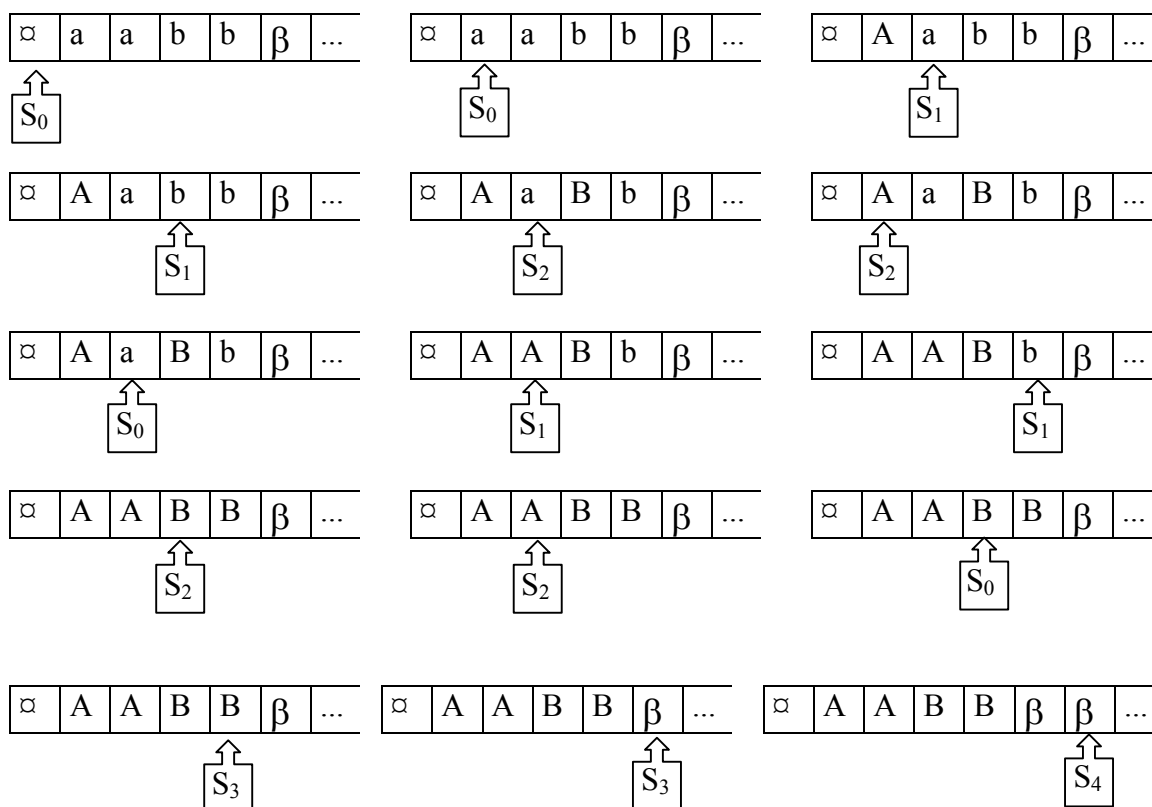 ¤ a a b b β ... ¤ a a b b β ... ¤ A a b b β ...
S₀ S₀ S₁
¤ A a b b β ... ¤ A a B b β ... ¤ A a B b β ...
S₁ S₂ S₂
¤ A a B b β ... ¤ A A B b β ... ¤ A A B b β ...
S₀ S₁ S₁
¤ A A B B β ... ¤ A A B B β ... ¤ A A B B β ...
S₂ S₂ S₀
¤ A A B B β ... ¤ A A B B β ... ¤ A A B B β β ...
S₃ S₃ S₄